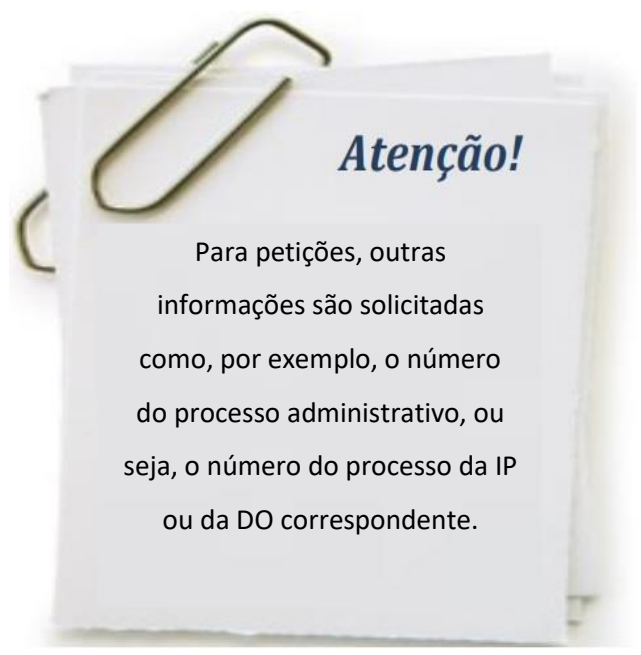 Atenção!
Para petições, outras
informações são solicitadas
como, por exemplo, o número
do processo administrativo, ou
seja, o número do processo da IP
ou da DO correspondente.